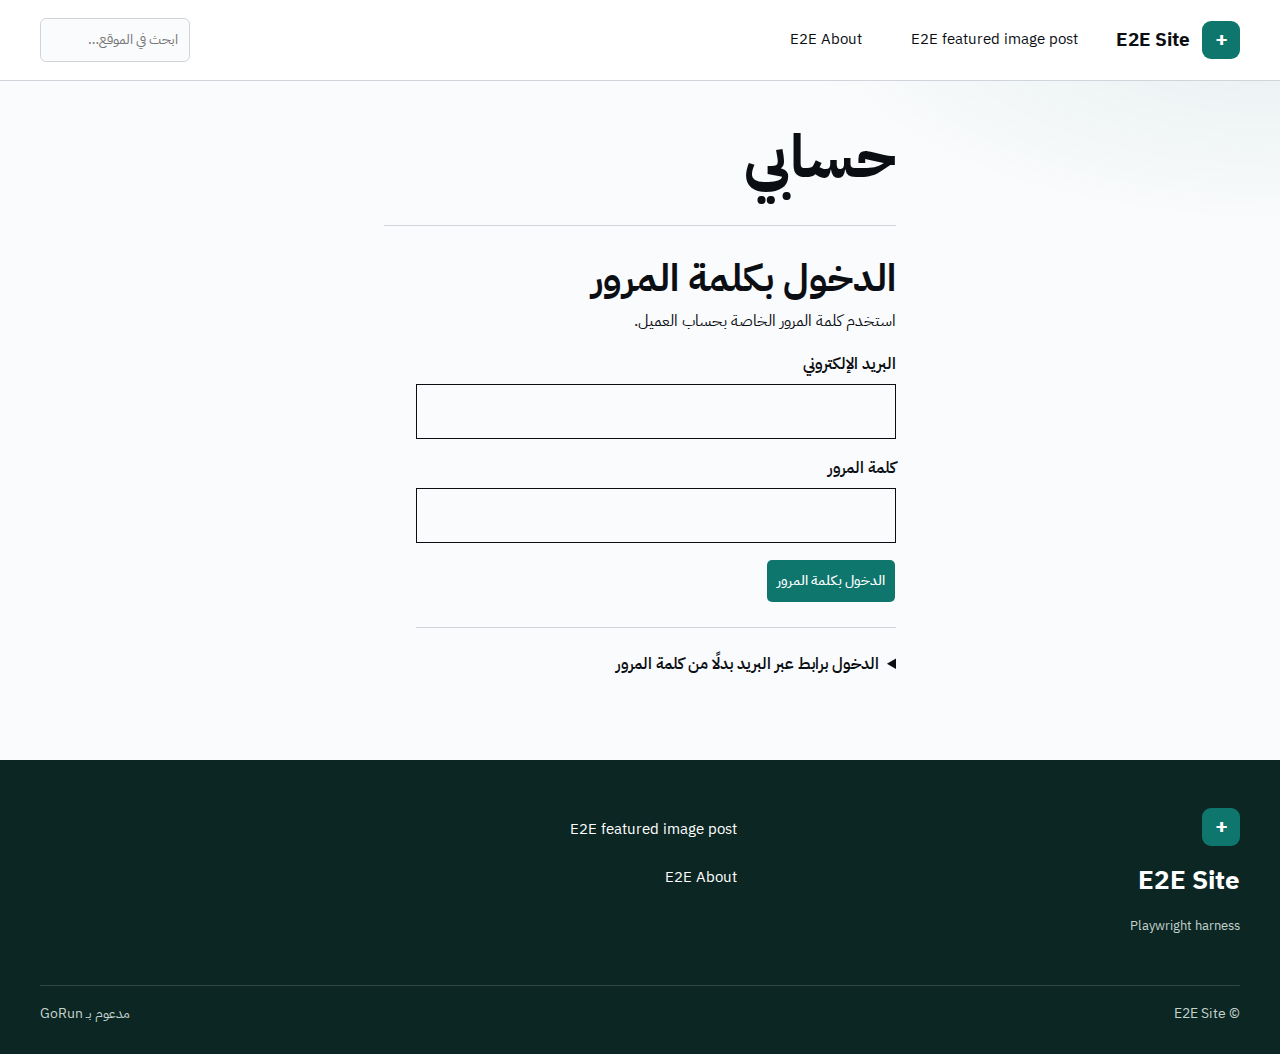 + E2E Site
E2E featured image post
E2E About
ابحث في الموقع...
حسابي
الدخول بكلمة المرور
استخدم كلمة المرور الخاصة بحساب العميل.
البريد الإلكتروني
كلمة المرور
الدخول بكلمة المرور
الدخول برابط عبر البريد بدلًا من كلمة المرور
+
E2E Site
Playwright harness
E2E featured image post
E2E About
© E2E Site
مدعوم بـ GoRun